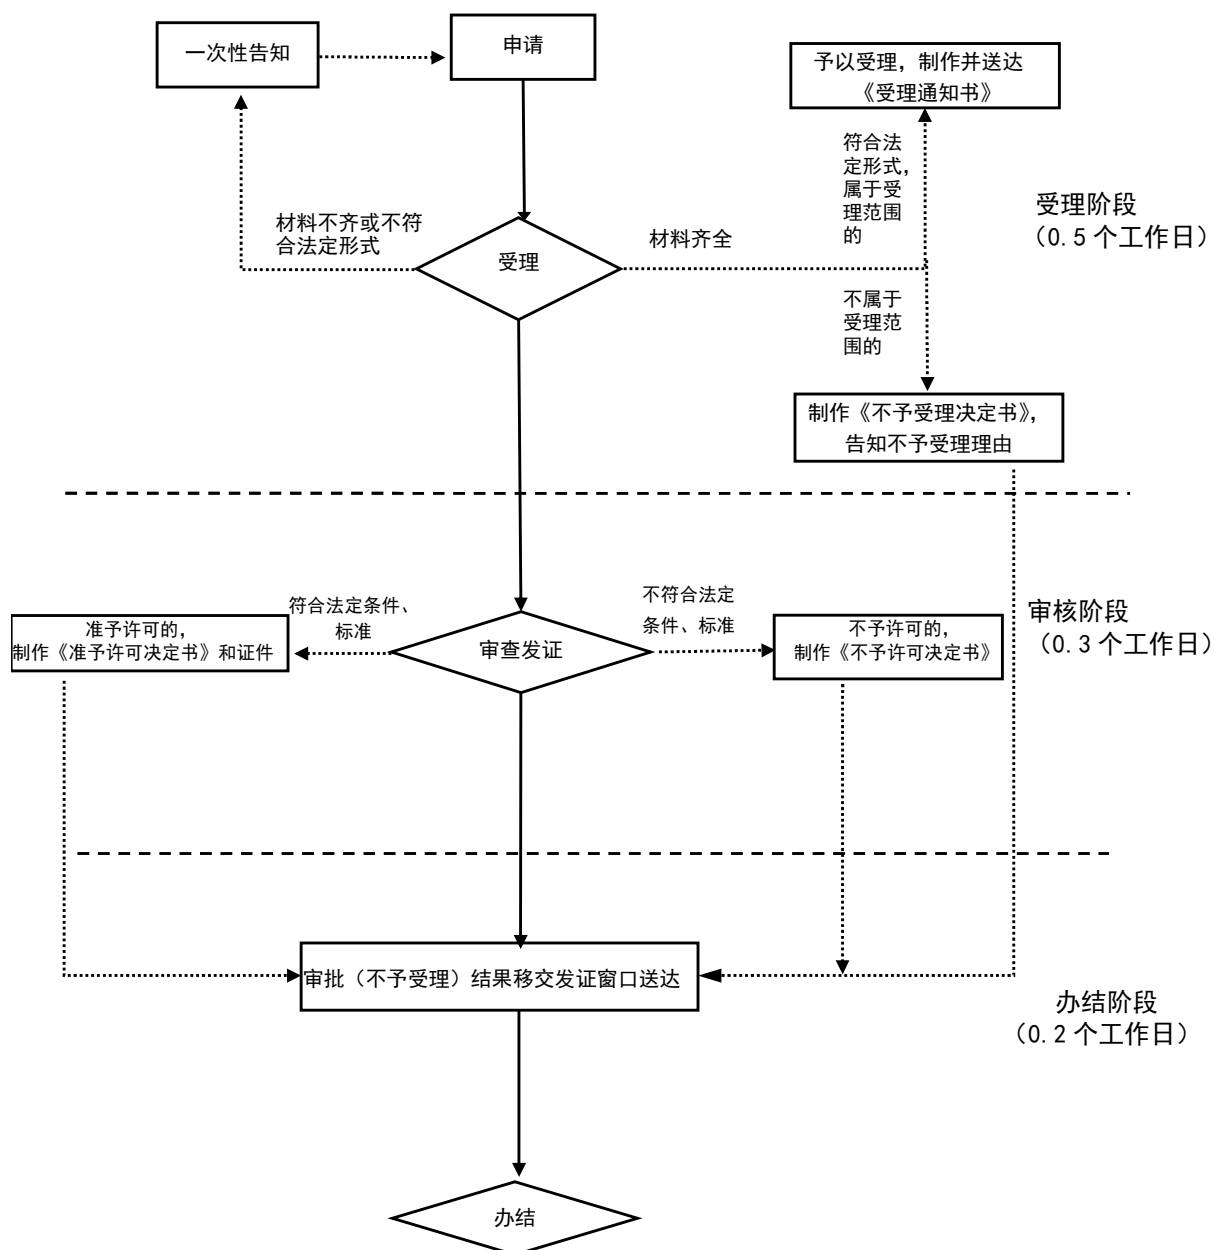 一次性告知
申请
予以受理，制作并送达
《受理通知书》
符合法
定形式，
属于受
理范围
的
受理阶段
（0.5个工作日）
材料不齐或不符
合法定形式
材料齐全
受理
不属于
受理范
围的
制作《不予受理决定书》，
告知不予受理理由
符合法定条件、
标准
不符合法定
条件、标准
准予许可的，
制作《准予许可决定书》和证件
审查发证
不予许可的，
制作《不予许可决定书》
审核阶段
（0.3个工作日）
审批（不予受理）结果移交发证窗口送达
办结阶段
（0.2个工作日）
办结